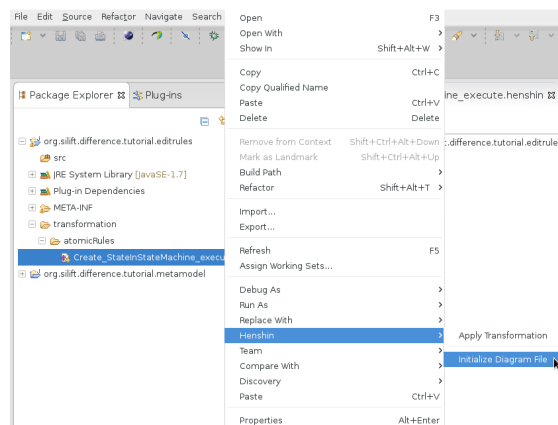 File Edit Source Refactor Navigate Search
Package Explorer Plug-ins
org.silift.difference.tutorial.editrules
src
JRE System Library [JavaSE-1.7]
Plug-in Dependencies
META-INF
transformation
atomicRules
Create_StateInStateMachine_execu
org.silift.difference.tutorial.metamodel
Open F3
Open With
Show In Shift+Alt+W
Copy Ctrl+C
Copy Qualified Name
Paste Ctrl+V
Delete Delete
Remove from Context Shift+Ctrl+Alt+Down
Mark as Landmark Shift+Ctrl+Alt+Up
Build Path
Refactor Shift+Alt+T
Import...
Export...
Refresh F5
Assign Working Sets...
Debug As
Run As
Replace With
Henshin
Team
Compare With
Discovery
Paste Ctrl+V
Properties Alt+Enter
ne_execute.henshin
.difference.tutorial.editrule
Apply Transformation
Initialize Diagram File